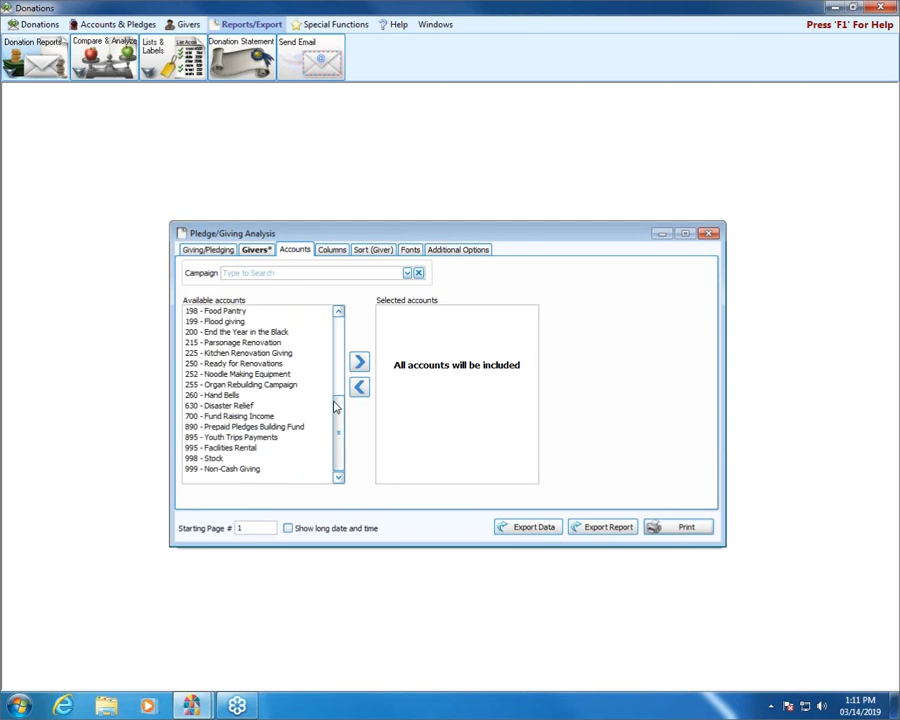 Donations
Donations Accounts & Pledges Givers Reports/Export Special Functions Help Windows Press 'F1' For Help
Donation Reports Compare & Analyze Lists & Labels Donation Statement Send Email
Pledge/Giving Analysis
Giving/Pledging Givers* Accounts Columns Sort (Giver) Fonts Additional Options
Campaign Type to Search
Available accounts Selected accounts
198 - Food Pantry
199 - Flood giving
200 - End the Year in the Black
215 - Parsonage Renovation
225 - Kitchen Renovation Giving
250 - Ready for Renovations
All accounts will be included
252 - Noodle Making Equipment
255 - Organ Rebuilding Campaign
260 - Hand Bells
630 - Disaster Relief
700 - Fund Raising Income
890 - Prepaid Pledges Building Fund
895 - Youth Trips Payments
995 - Facilities Rental
998 - Stock
999 - Non-Cash Giving
Starting Page # 1 Show long date and time Export Data Export Report Print
1:11 PM
03/14/2019